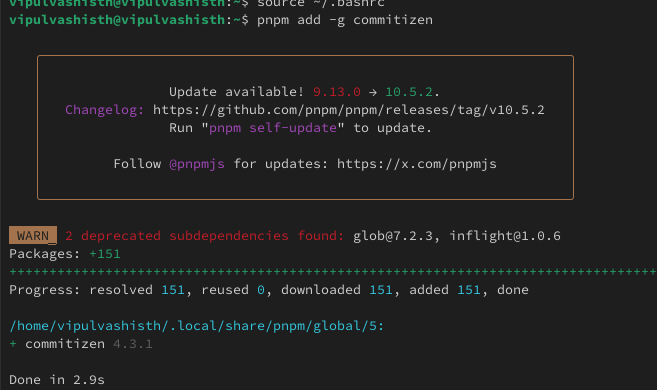 vipulvashisth@vipulvashisth:~$ source ~/.bashrc
vipulvashisth@vipulvashisth:~$ pnpm add -g commitizen
Update available! 9.13.0 → 10.5.2.
Changelog: https://github.com/pnpm/pnpm/releases/tag/v10.5.2
Run "pnpm self-update" to update.
Follow @pnpmjs for updates: https://x.com/pnpmjs
WARN 2 deprecated subdependencies found: glob@7.2.3, inflight@1.0.6
Packages: +151
++++++++++++++++++++++++++++++++++++++++++++++++++++++++++++++++++++++++++++++++
Progress: resolved 151, reused 0, downloaded 151, added 151, done
/home/vipulvashisth/.local/share/pnpm/global/5:
+ commitizen 4.3.1
Done in 2.9s